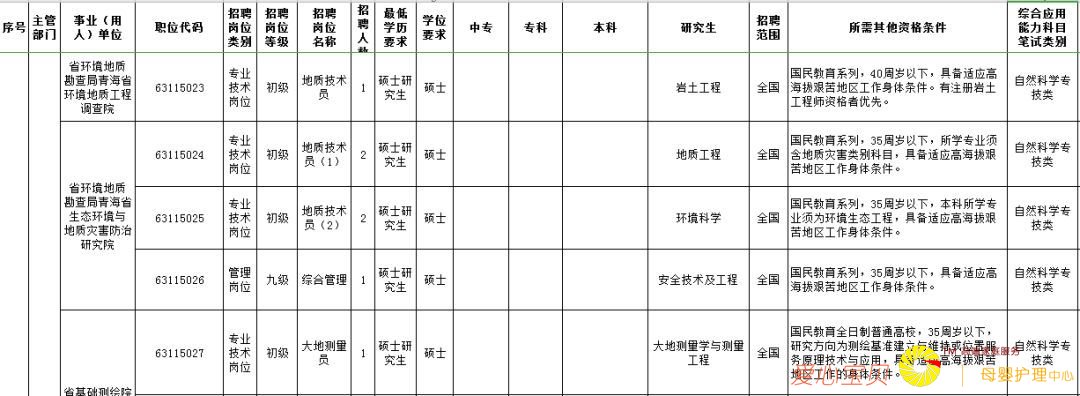 序号 主管部门 事业（用人）单位 职位代码 招聘岗位类别 招聘岗位等级 招聘岗位名称 招聘人数 最低学历要求 学位要求 中专 专科 本科 研究生 招聘范围 所需其他资格条件 综合应用能力科目笔试类别
省环境地质
勘查局青海省
环境地质工程
调查院
63115023
专业
技术
岗位
初级
地质技术
员
1
硕士研
究生
硕士
岩土工程
全国
国民教育系列，40周岁以下，具备适应高
海拔艰苦地区工作身体条件。有注册岩土
工程师资格者优先。
自然科学专
技类
省环境地质
勘查局青海省
生态环境与
地质灾害防治
研究院
63115024
专业
技术
岗位
初级
地质技术
员（1）
2
硕士研
究生
硕士
地质工程
全国
国民教育系列，35周岁以下，所学专业须
含地质灾害类别科目，具备适应高海拔艰
苦地区工作身体条件。
自然科学专
技类
63115025
专业
技术
岗位
初级
地质技术
员（2）
2
硕士研
究生
硕士
环境科学
全国
国民教育系列，35周岁以下，本科所学专
业须为环境生态工程，具备适应高海拔艰
苦地区工作身体条件。
自然科学专
技类
63115026
管理
岗位
九级
综合管理
1
硕士研
究生
硕士
安全技术及工程
全国
国民教育系列，35周岁以下，具备适应高
海拔艰苦地区工作身体条件。
自然科学专
技类
省基础测绘院
63115027
专业
技术
岗位
初级
大地测量
员
1
硕士研
究生
硕士
大地测量学与测量
工程
全国
国民教育全日制普通高校，35周岁以下，
研究方向为测绘基准建立与维持或位置服
务原理技术与应用，具备适应高海拔艰苦
地区工作的身体条件。
自然科学专
技类
爱心宝贝
母婴护理中心